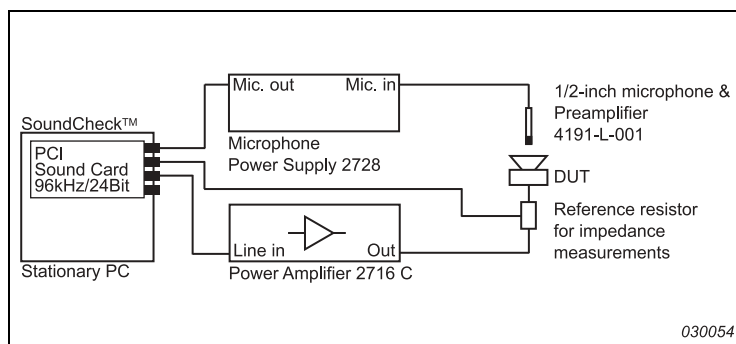 SoundCheck™
PCI
Sound Card
96kHz/24Bit
Stationary PC
Mic. out
Mic. in
Microphone
Power Supply 2728
Line in
Out
Power Amplifier 2716 C
1/2-inch microphone &
Preamplifier
4191-L-001
DUT
Reference resistor
for impedance
measurements
030054